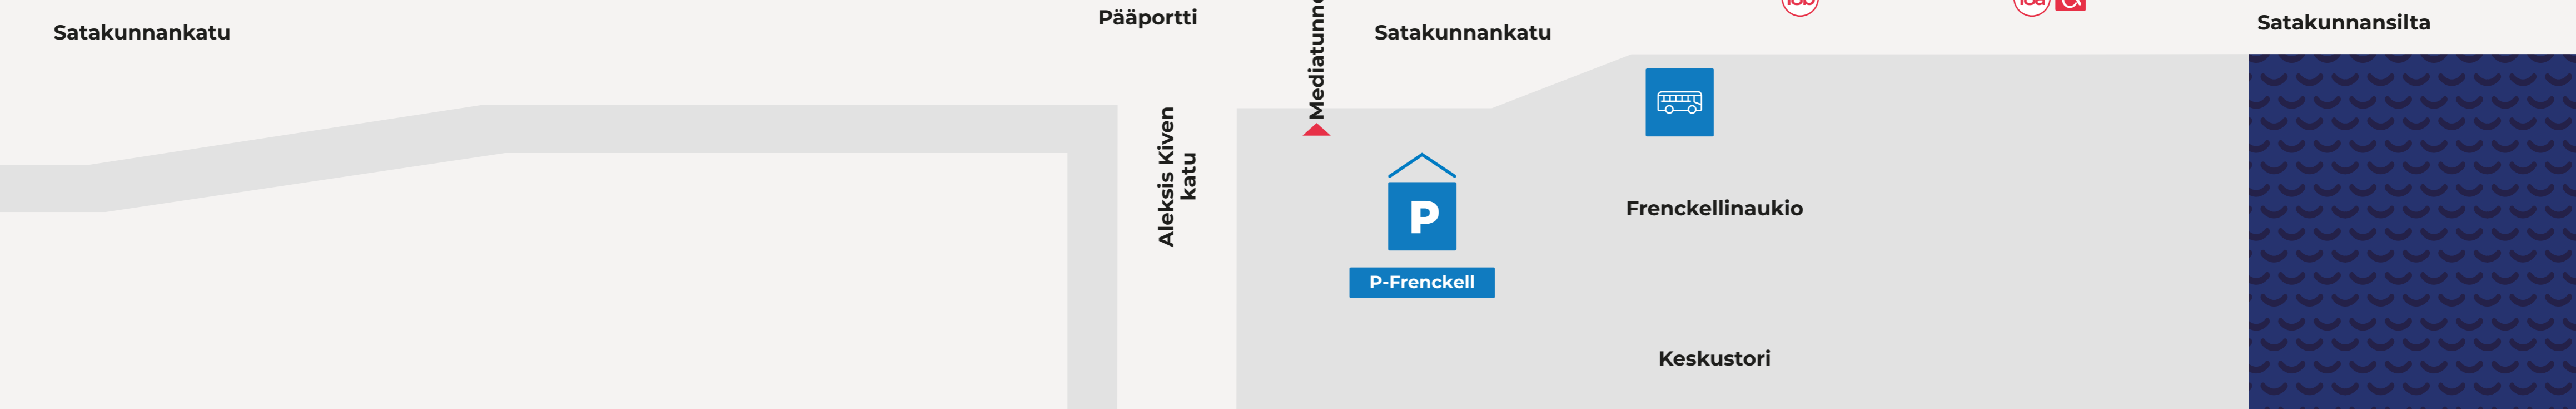 Satakunnankatu
Pääportti
Satakunnankatu
Satakunnansilta
Aleksis Kiven
katu
P
P-Frenckell
Frenckellinaukio
Keskustori